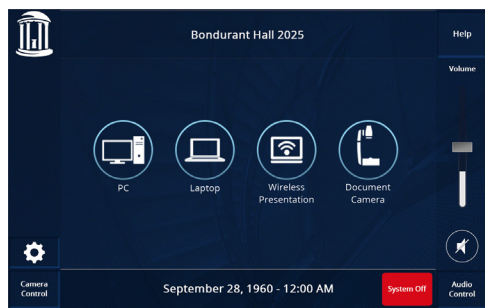 Bondurant Hall 2025
Help
Volume
PC
Laptop
Wireless
Presentation
Document
Camera
Camera
Control
September 28, 1960 - 12:00 AM
System Off
Audio
Control